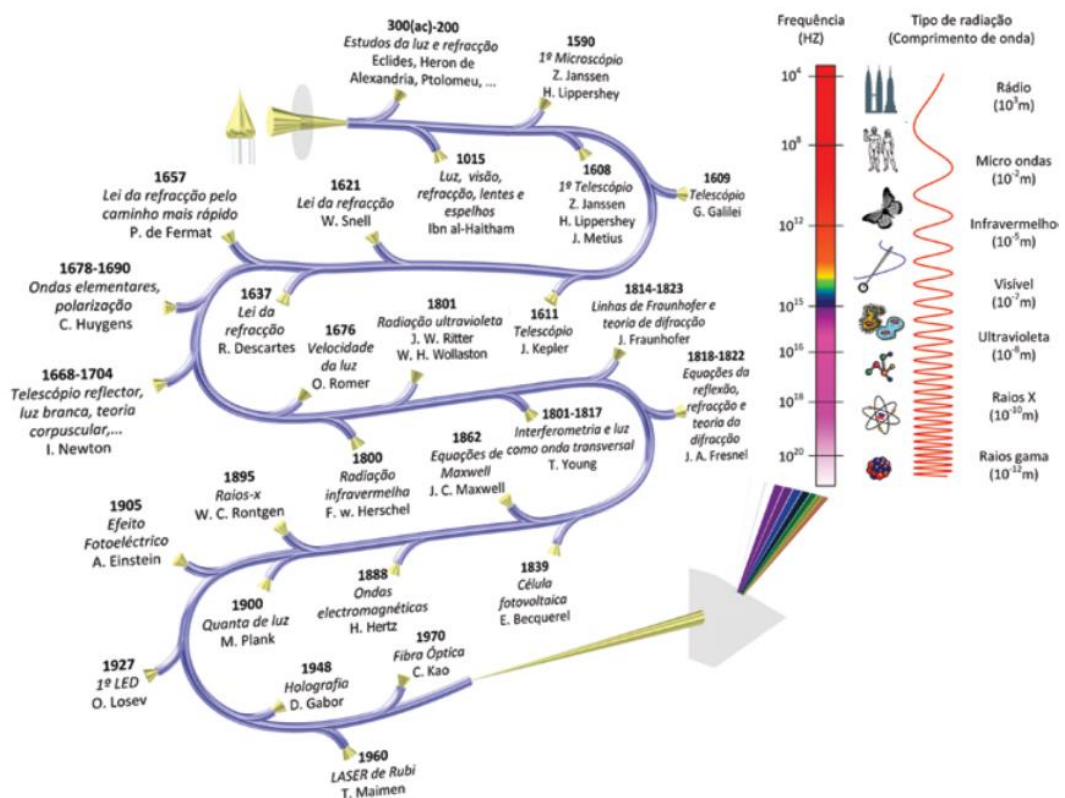 300(ac)-200
Estudos da luz e refracção
Eclides, Heron de
Alexandria, Ptolomeu, ...
1590
1º Microscópio
Z. Janssen
H. Lippershey
1015
Luz, visão,
refracção, lentes e
espelhos
Ibn al-Haitham
1608
1º Telescópio
Z. Janssen
H. Lippershey
J. Metius
1609
Telescópio
G. Galilei
1657
Lei da refracção pelo
caminho mais rápido
P. de Fermat
1621
Lei da refracção
W. Snell
1678-1690
Ondas elementares,
polarização
C. Huygens
1637
Lei da
refracção
R. Descartes
1611
Telescópio
J. Kepler
1668-1704
Telescópio reflector,
luz branca, teoria
corpuscular,...
I. Newton
1676
Velocidade
da luz
O. Romer
1801
Radiação ultravioleta
J. W. Ritter
W. H. Wollaston
1814-1823
Linhas de Fraunhofer e
teoria de difracção
J. Fraunhofer
1818-1822
Equações da
reflexão,
refracção e
teoria da
difracção
J. A. Fresnel
1800
Radiação
infravermelha
F. w. Herschel
1801-1817
Interferometria e luz
como onda transversal
T. Young
1862
Equações de
Maxwell
J. C. Maxwell
1895
Raios-x
W. C. Rontgen
1905
Efeito
Fotoeléctrico
A. Einstein
1900
Quanta de luz
M. Plank
1888
Ondas
electromagnéticas
H. Hertz
1839
Célula
fotovoltaica
E. Becquerel
1927
1º LED
O. Losev
1948
Holografia
D. Gabor
1970
Fibra Óptica
C. Kao
1960
LASER de Rubi
T. Maimen
Frequência
(HZ)
10⁴
10⁸
10¹²
10¹⁵
10¹⁶
10¹⁸
10²⁰
Tipo de radiação
(Comprimento de onda)
Rádio
(10³m)
Micro ondas
(10⁻²m)
Infravermelho
(10⁻⁵m)
Visível
(10⁻⁷m)
Ultravioleta
(10⁻⁸m)
Raios X
(10⁻¹⁰m)
Raios gama
(10⁻¹²m)